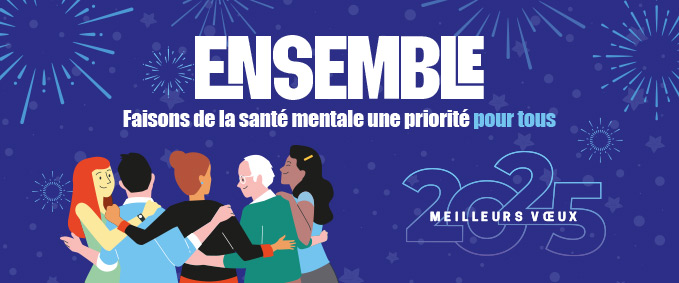 ENSEMBLE
Faisons de la santé mentale une priorité pour tous
2025
MEILLEURS VŒUX